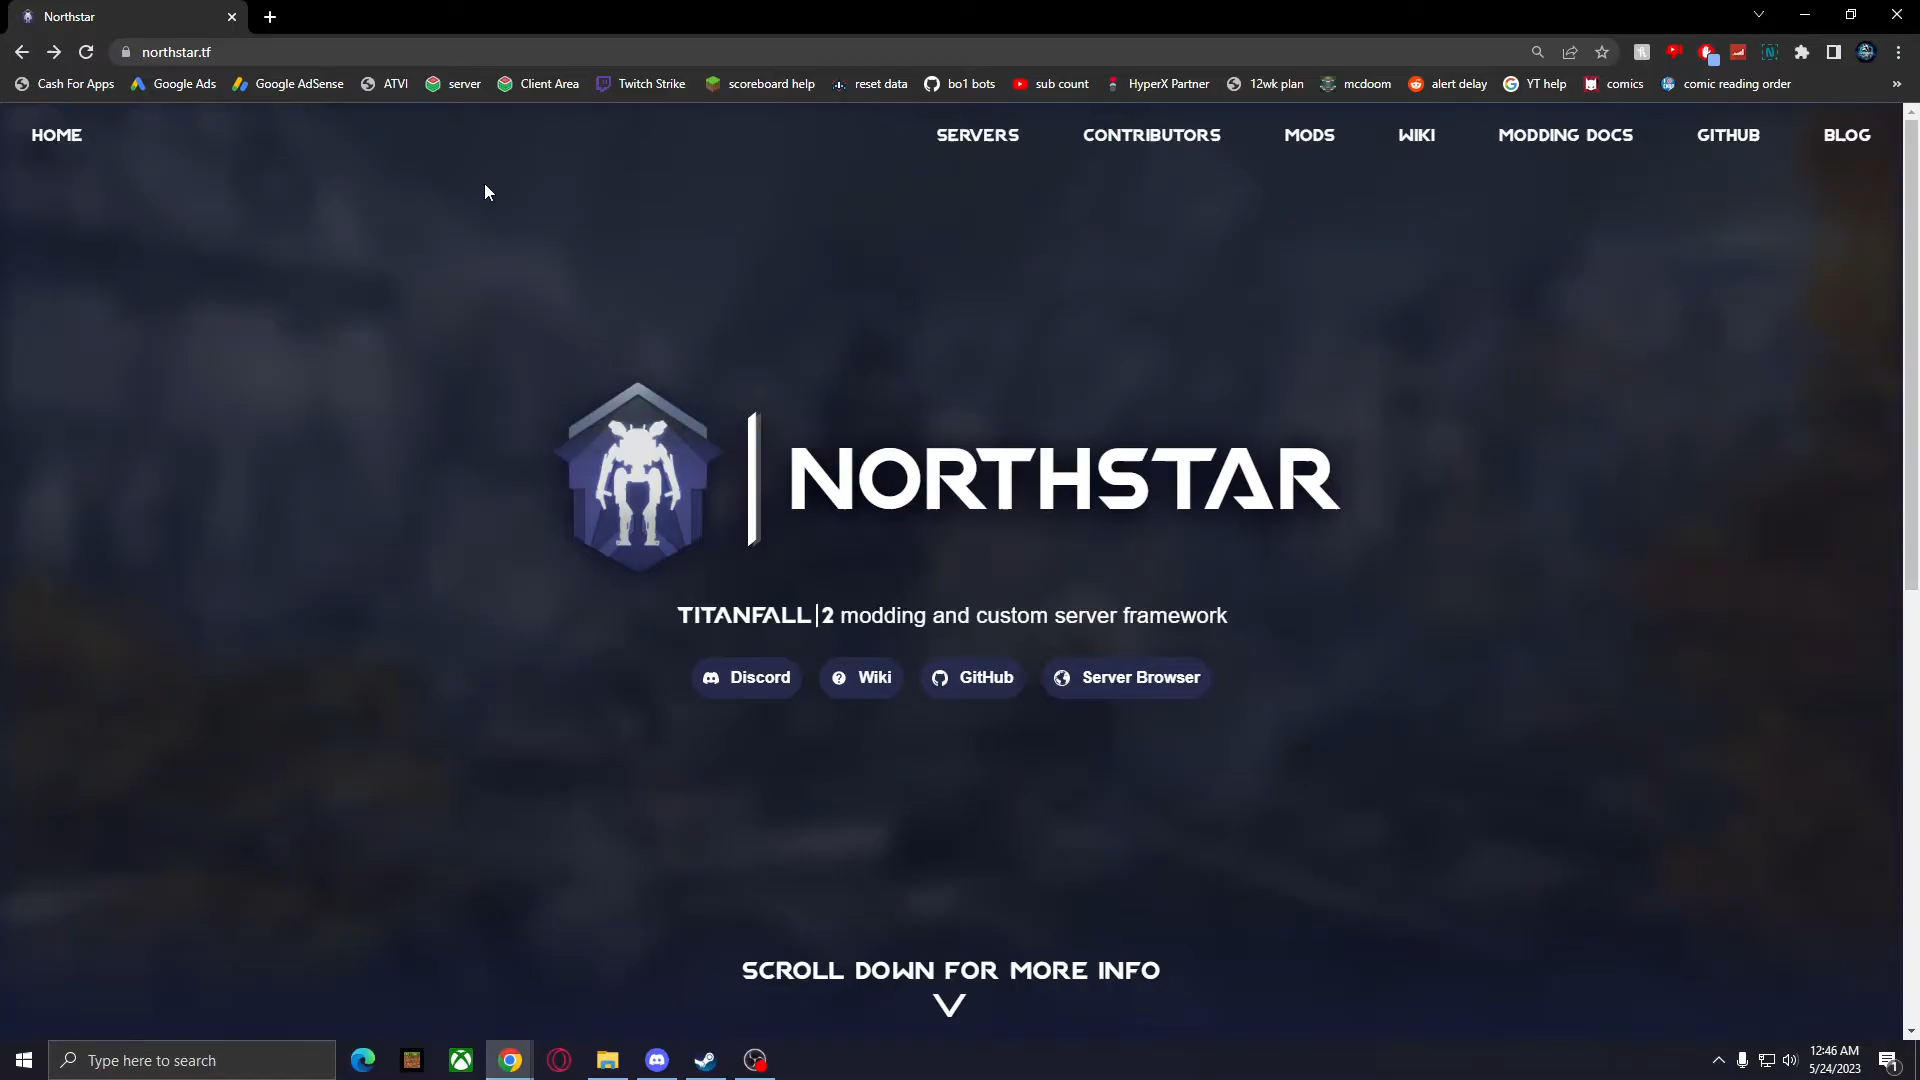 Northstar
northstar.tf
Cash For Apps Google Ads Google AdSense ATVI server Client Area Twitch Strike scoreboard help reset data bo1 bots sub count HyperX Partner 12wk plan mcdoom alert delay YT help comics comic reading order »
HOME SERVERS CONTRIBUTORS MODS WIKI MODDING DOCS GITHUB BLOG
NORTHSTAR
TITANFALL|2 modding and custom server framework
Discord Wiki GitHub Server Browser
SCROLL DOWN FOR MORE INFO
Type here to search
12:46 AM
5/24/2023
1